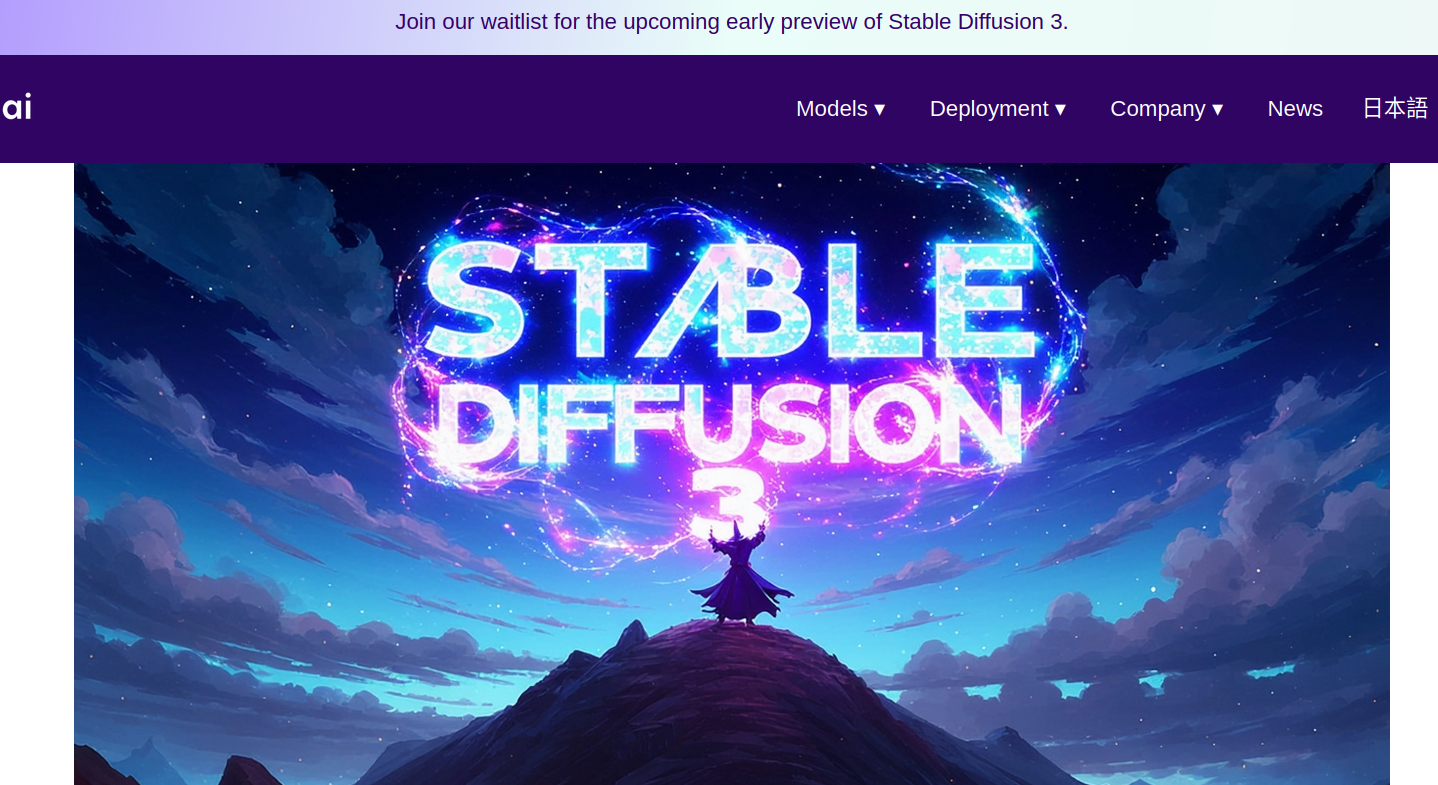 Join our waitlist for the upcoming early preview of Stable Diffusion 3.
ai
Models ▾ Deployment ▾ Company ▾ News 日本語
STABLE
DIFFUSION
3